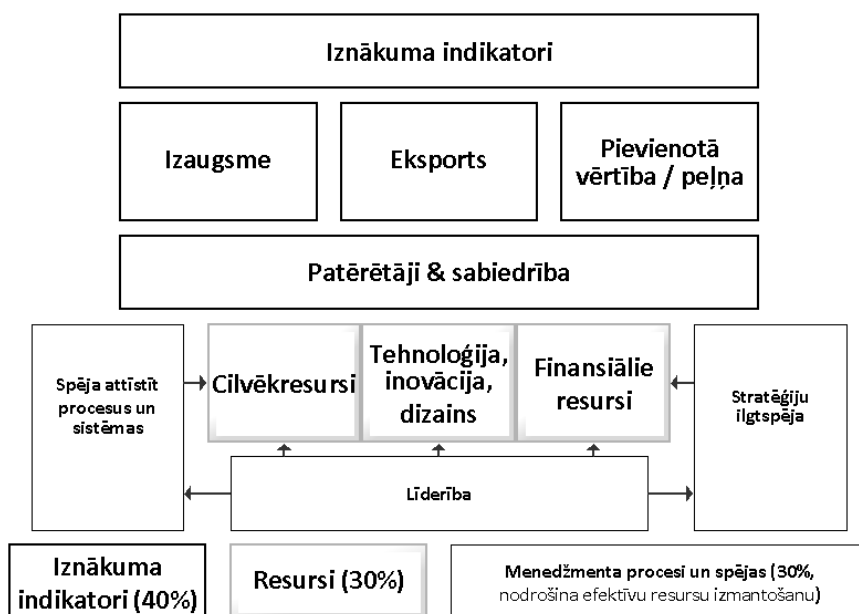 Iznākuma indikatori
Izaugsme
Eksports
Pievienotā
vērtība / peļņa
Patērētāji & sabiedrība
Spēja attīstīt
procesus un
sistēmas
Cilvēkresursi
Tehnoloģija,
inovācija,
dizains
Finansiālie
resursi
Stratēģiju
ilgtspēja
Līderība
Iznākuma
indikatori (40%)
Resursi (30%)
Menedžmenta procesi un spējas (30%,
nodrošina efektīvu resursu izmantošanu)